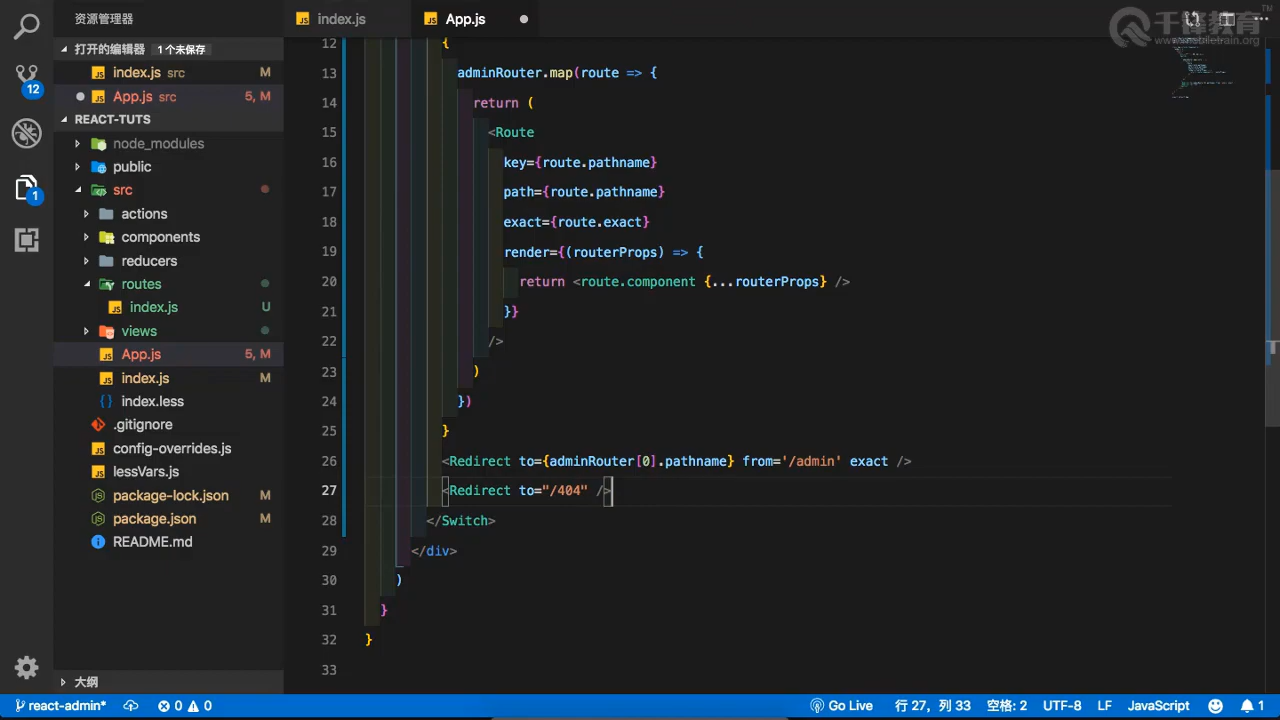 资源管理器
打开的编辑器 1 个未保存
index.js src M
App.js src 5, M
REACT-TUTS
node_modules
public
src
actions
components
reducers
routes
index.js U
views
App.js 5, M
index.js M
index.less
.gitignore
config-overrides.js
lessVars.js
package-lock.json M
package.json M
README.md
大纲
12
1
index.js
App.js
千锋教育
www.mobiletrain.org
12 {
13 adminRouter.map(route => {
14 return (
15 <Route
16 key={route.pathname}
17 path={route.pathname}
18 exact={route.exact}
19 render={(routerProps) => {
20 return <route.component {...routerProps} />
21 }}
22 />
23 )
24 })
25 }
26 <Redirect to={adminRouter[0].pathname} from='/admin' exact />
27 <Redirect to="/404" />
28 </Switch>
29 </div>
30 )
31 }
32 }
33
react-admin* 0 0 Go Live 行 27，列 33 空格: 2 UTF-8 LF JavaScript 1